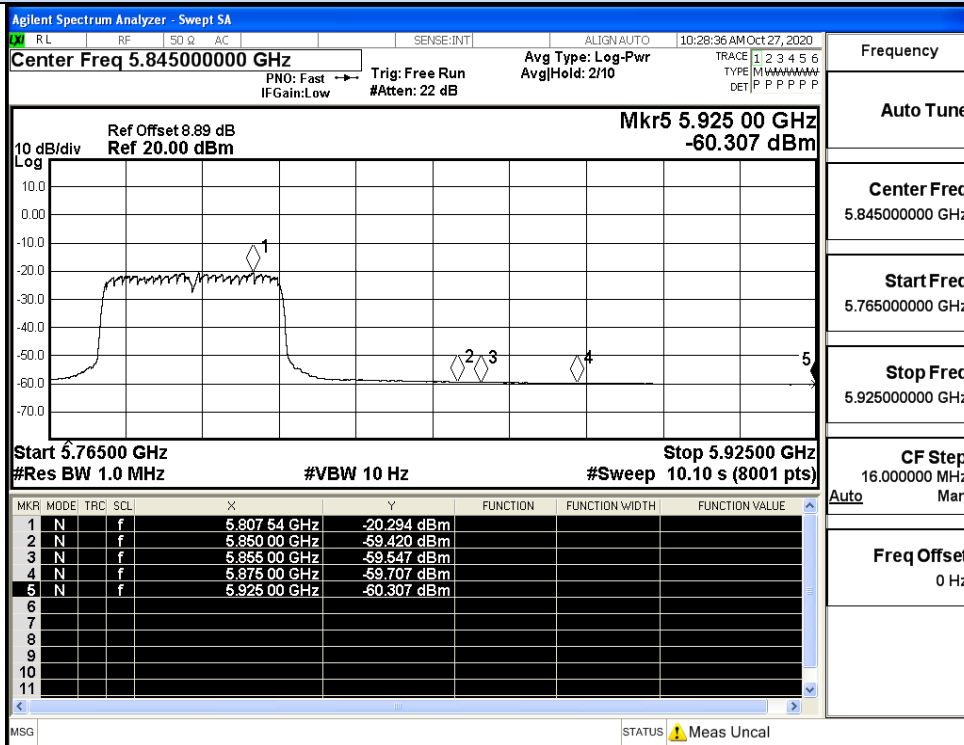 Agilent Spectrum Analyzer - Swept SA
LXI RL RF 50 Ω AC SENSE:INT ALIGN AUTO 10:28:36 AM Oct 27, 2020
Center Freq 5.845000000 GHz
PNO: Fast
IFGain:Low
Trig: Free Run
#Atten: 22 dB
Avg Type: Log-Pwr
Avg|Hold: 2/10
TRACE 1 2 3 4 5 6
TYPE M WWWWW
DET P P P P P P
Mkr5 5.925 00 GHz
-60.307 dBm
Ref Offset 8.89 dB
10 dB/div Ref 20.00 dBm
Log
10.0
0.00
-10.0
-20.0
-30.0
-40.0
-50.0
-60.0
-70.0
1
2
3
4
5
Start 5.76500 GHz Stop 5.92500 GHz
#Res BW 1.0 MHz #VBW 10 Hz #Sweep 10.10 s (8001 pts)
MKR MODE TRC SCL X Y FUNCTION FUNCTION WIDTH FUNCTION VALUE
1 N f 5.807 54 GHz -20.294 dBm
2 N f 5.850 00 GHz -59.420 dBm
3 N f 5.855 00 GHz -59.547 dBm
4 N f 5.875 00 GHz -59.707 dBm
5 N f 5.925 00 GHz -60.307 dBm
6
7
8
9
10
11
MSG STATUS Meas Uncal
Frequency
Auto Tune
Center Freq
5.845000000 GHz
Start Freq
5.765000000 GHz
Stop Freq
5.925000000 GHz
CF Step
16.000000 MHz
Auto Man
Freq Offset
0 Hz